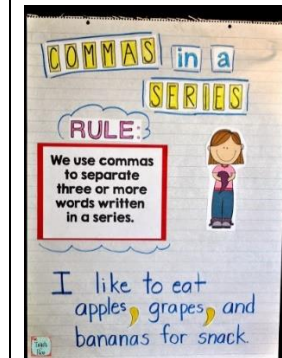 COMMAS in a
SERIES
RULE:
We use commas
to separate
three or more
words written
in a series.
I like to eat
apples, grapes, and
bananas for snack.